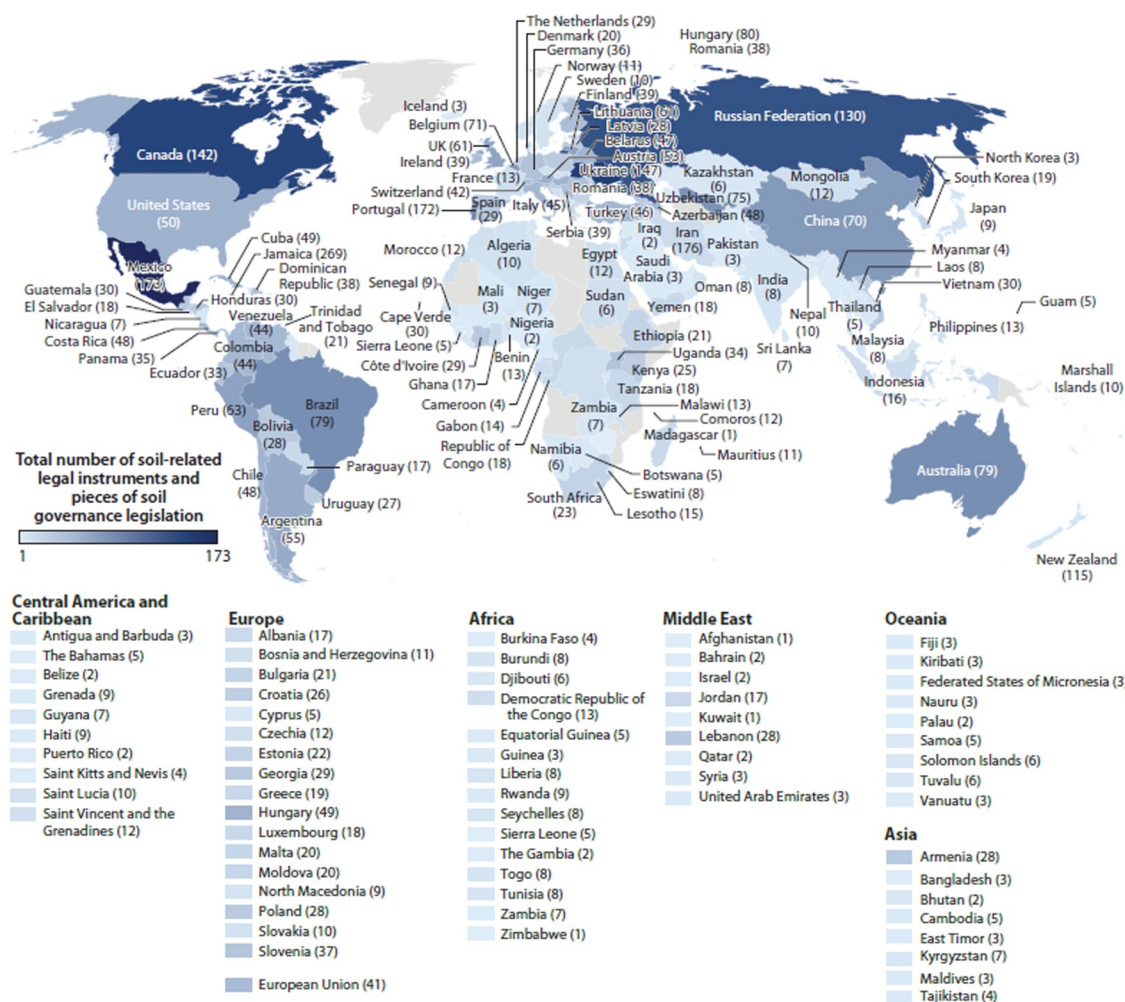 The Netherlands (29)
Denmark (20)
Germany (36)
Norway (11)
Sweden (10)
Finland (39)
Lithuania (61)
Latvia (28)
Belarus (47)
Austria (53)
Ukraine (147)
Romania (38)
Hungary (80)
Romania (38)
Iceland (3)
Belgium (71)
UK (61)
Ireland (39)
France (13)
Switzerland (42)
Portugal (172)
Spain
(29)
Italy (45)
Serbia (39)
Turkey (46)
Russian Federation (130)
Canada (142)
United States
(50)
Mexico
(173)
Kazakhstan
(6)
Uzbekistan (75)
Azerbaijan (48)
Mongolia
(12)
China (70)
North Korea (3)
South Korea (19)
Japan
(9)
Cuba (49)
Jamaica (269)
Dominican
Republic (38)
Guatemala (30)
El Salvador (18)
Honduras (30)
Nicaragua (7)
Costa Rica (48)
Panama (35)
Venezuela
(44)
Trinidad
and Tobago
(21)
Colombia
(44)
Ecuador (33)
Peru (63)
Brazil
(79)
Bolivia
(28)
Paraguay (17)
Chile
(48)
Uruguay (27)
Argentina
(55)
Morocco (12)
Algeria
(10)
Egypt
(12)
Iraq
(2)
Iran
(176)
Pakistan
(3)
Saudi
Arabia (3)
Oman (8)
Yemen (18)
India
(8)
Nepal
(10)
Sri Lanka
(7)
Myanmar (4)
Laos (8)
Vietnam (30)
Thailand
(5)
Malaysia
(8)
Philippines (13)
Guam (5)
Indonesia
(16)
Marshall
Islands (10)
Australia (79)
New Zealand
(115)
Senegal (9)
Mali
(3)
Niger
(7)
Sudan
(6)
Cape Verde
(30)
Nigeria
(2)
Sierra Leone (5)
Benin
(13)
Côte d'Ivoire (29)
Ghana (17)
Cameroon (4)
Gabon (14)
Republic of
Congo (18)
Ethiopia (21)
Uganda (34)
Kenya (25)
Tanzania (18)
Zambia
(7)
Malawi (13)
Comoros (12)
Madagascar (1)
Mauritius (11)
Namibia
(6)
Botswana (5)
Eswatini (8)
South Africa
(23)
Lesotho (15)
Total number of soil-related
legal instruments and
pieces of soil
governance legislation
1
173
Central America and
Caribbean
Antigua and Barbuda (3)
The Bahamas (5)
Belize (2)
Grenada (9)
Guyana (7)
Haiti (9)
Puerto Rico (2)
Saint Kitts and Nevis (4)
Saint Lucia (10)
Saint Vincent and the
Grenadines (12)
Europe
Albania (17)
Bosnia and Herzegovina (11)
Bulgaria (21)
Croatia (26)
Cyprus (5)
Czechia (12)
Estonia (22)
Georgia (29)
Greece (19)
Hungary (49)
Luxembourg (18)
Malta (20)
Moldova (20)
North Macedonia (9)
Poland (28)
Slovakia (10)
Slovenia (37)
European Union (41)
Africa
Burkina Faso (4)
Burundi (8)
Djibouti (6)
Democratic Republic of
the Congo (13)
Equatorial Guinea (5)
Guinea (3)
Liberia (8)
Rwanda (9)
Seychelles (8)
Sierra Leone (5)
The Gambia (2)
Togo (8)
Tunisia (8)
Zambia (7)
Zimbabwe (1)
Middle East
Afghanistan (1)
Bahrain (2)
Israel (2)
Jordan (17)
Kuwait (1)
Lebanon (28)
Qatar (2)
Syria (3)
United Arab Emirates (3)
Oceania
Fiji (3)
Kiribati (3)
Federated States of Micronesia (3)
Nauru (3)
Palau (2)
Samoa (5)
Solomon Islands (6)
Tuvalu (6)
Vanuatu (3)
Asia
Armenia (28)
Bangladesh (3)
Bhutan (2)
Cambodia (5)
East Timor (3)
Kyrgyzstan (7)
Maldives (3)
Tajikistan (4)